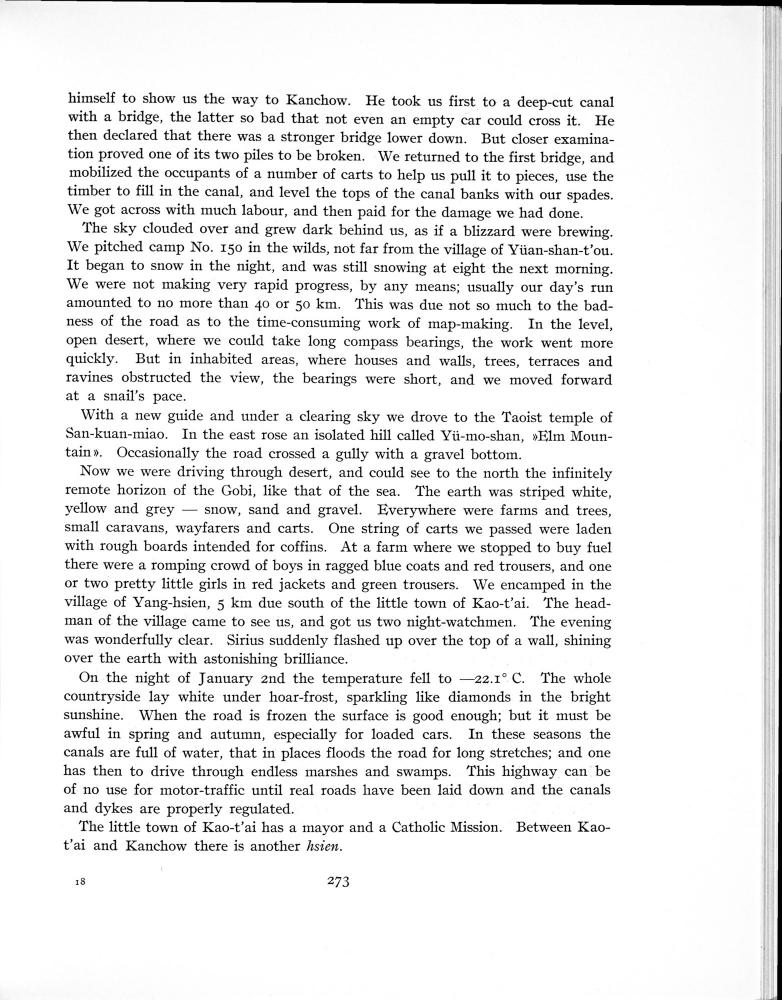 himself to show us the way to Kanchow. He took us first to a deep-cut canal
with a bridge, the latter so bad that not even an empty car could cross it. He
then declared that there was a stronger bridge lower down. But closer examina-
tion proved one of its two piles to be broken. We returned to the first bridge, and
mobilized the occupants of a number of carts to help us pull it to pieces, use the
timber to fill in the canal, and level the tops of the canal banks with our spades.
We got across with much labour, and then paid for the damage we had done.
The sky clouded over and grew dark behind us, as if a blizzard were brewing.
We pitched camp No. 150 in the wilds, not far from the village of Yüan-shan-t'ou.
It began to snow in the night, and was still snowing at eight the next morning.
We were not making very rapid progress, by any means; usually our day's run
amounted to no more than 40 or 50 km. This was due not so much to the bad-
ness of the road as to the time-consuming work of map-making. In the level,
open desert, where we could take long compass bearings, the work went more
quickly. But in inhabited areas, where houses and walls, trees, terraces and
ravines obstructed the view, the bearings were short, and we moved forward
at a snail's pace.
With a new guide and under a clearing sky we drove to the Taoist temple of
San-kuan-miao. In the east rose an isolated hill called Yü-mo-shan, »Elm Moun-
tain». Occasionally the road crossed a gully with a gravel bottom.
Now we were driving through desert, and could see to the north the infinitely
remote horizon of the Gobi, like that of the sea. The earth was striped white,
yellow and grey — snow, sand and gravel. Everywhere were farms and trees,
small caravans, wayfarers and carts. One string of carts we passed were laden
with rough boards intended for coffins. At a farm where we stopped to buy fuel
there were a romping crowd of boys in ragged blue coats and red trousers, and one
or two pretty little girls in red jackets and green trousers. We encamped in the
village of Yang-hsien, 5 km due south of the little town of Kao-t'ai. The head-
man of the village came to see us, and got us two night-watchmen. The evening
was wonderfully clear. Sirius suddenly flashed up over the top of a wall, shining
over the earth with astonishing brilliance.
On the night of January 2nd the temperature fell to —22.1° C. The whole
countryside lay white under hoar-frost, sparkling like diamonds in the bright
sunshine. When the road is frozen the surface is good enough; but it must be
awful in spring and autumn, especially for loaded cars. In these seasons the
canals are full of water, that in places floods the road for long stretches; and one
has then to drive through endless marshes and swamps. This highway can be
of no use for motor-traffic until real roads have been laid down and the canals
and dykes are properly regulated.
The little town of Kao-t'ai has a mayor and a Catholic Mission. Between Kao-
t'ai and Kanchow there is another hsien.
18 273